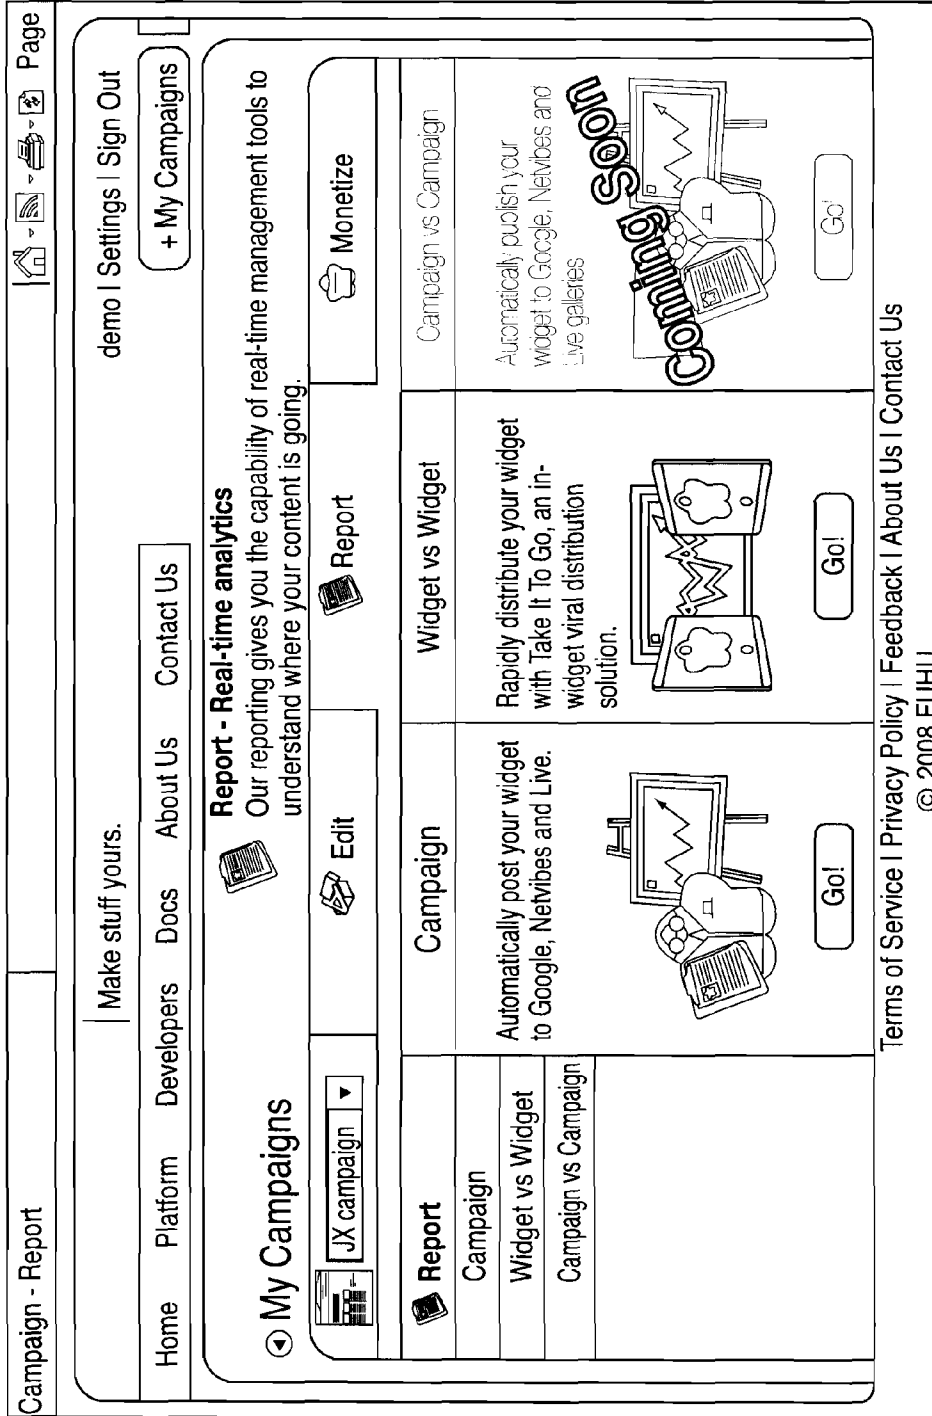 Campaign - Report
Page
Make stuff yours.
demo | Settings | Sign Out
Home Platform Developers Docs About Us Contact Us
+ My Campaigns
My Campaigns
Report - Real-time analytics
Our reporting gives you the capability of real-time management tools to
understand where your content is going.
JX campaign
Edit
Report
Monetize
Report
Campaign
Widget vs Widget
Campaign vs Campaign
Campaign
Automatically post your widget
to Google, Netvibes and Live.
Go!
Widget vs Widget
Rapidly distribute your widget
with Take It To Go, an in-
widget viral distribution
solution.
Go!
Campaign vs Campaign
Automatically publish your
widget to Google, Netvibes and
Live galleries
Coming Soon
Go!
Terms of Service | Privacy Policy | Feedback | About Us | Contact Us
© 2008